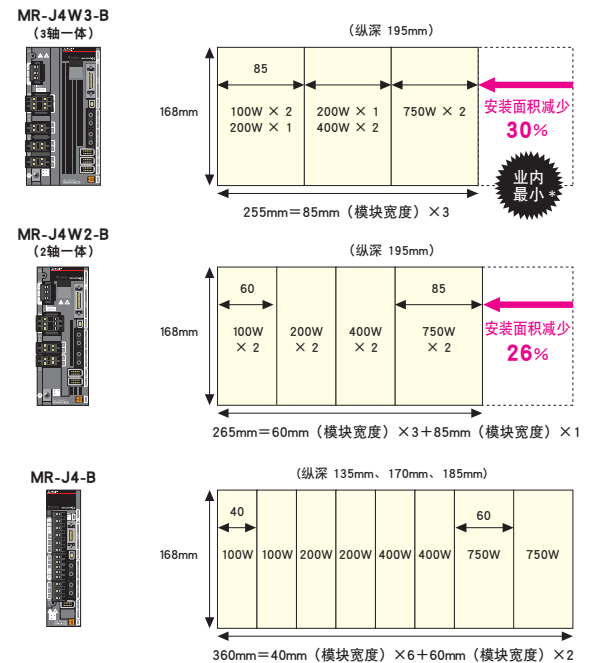 MR-J4W3-B
（3轴一体）
（纵深 195mm）
85
168mm
100W × 2
200W × 1
200W × 1
400W × 2
750W × 2
安装面积减少
30%
业内
最小*
255mm＝85mm（模块宽度）×3
MR-J4W2-B
（2轴一体）
（纵深 195mm）
60
85
168mm
100W
× 2
200W
× 2
400W
× 2
750W
× 2
安装面积减少
26%
265mm＝60mm（模块宽度）×3＋85mm（模块宽度）×1
MR-J4-B
（纵深 135mm、170mm、185mm）
40
60
168mm
100W
100W
200W
200W
400W
400W
750W
750W
360mm＝40mm（模块宽度）×6＋60mm（模块宽度）×2